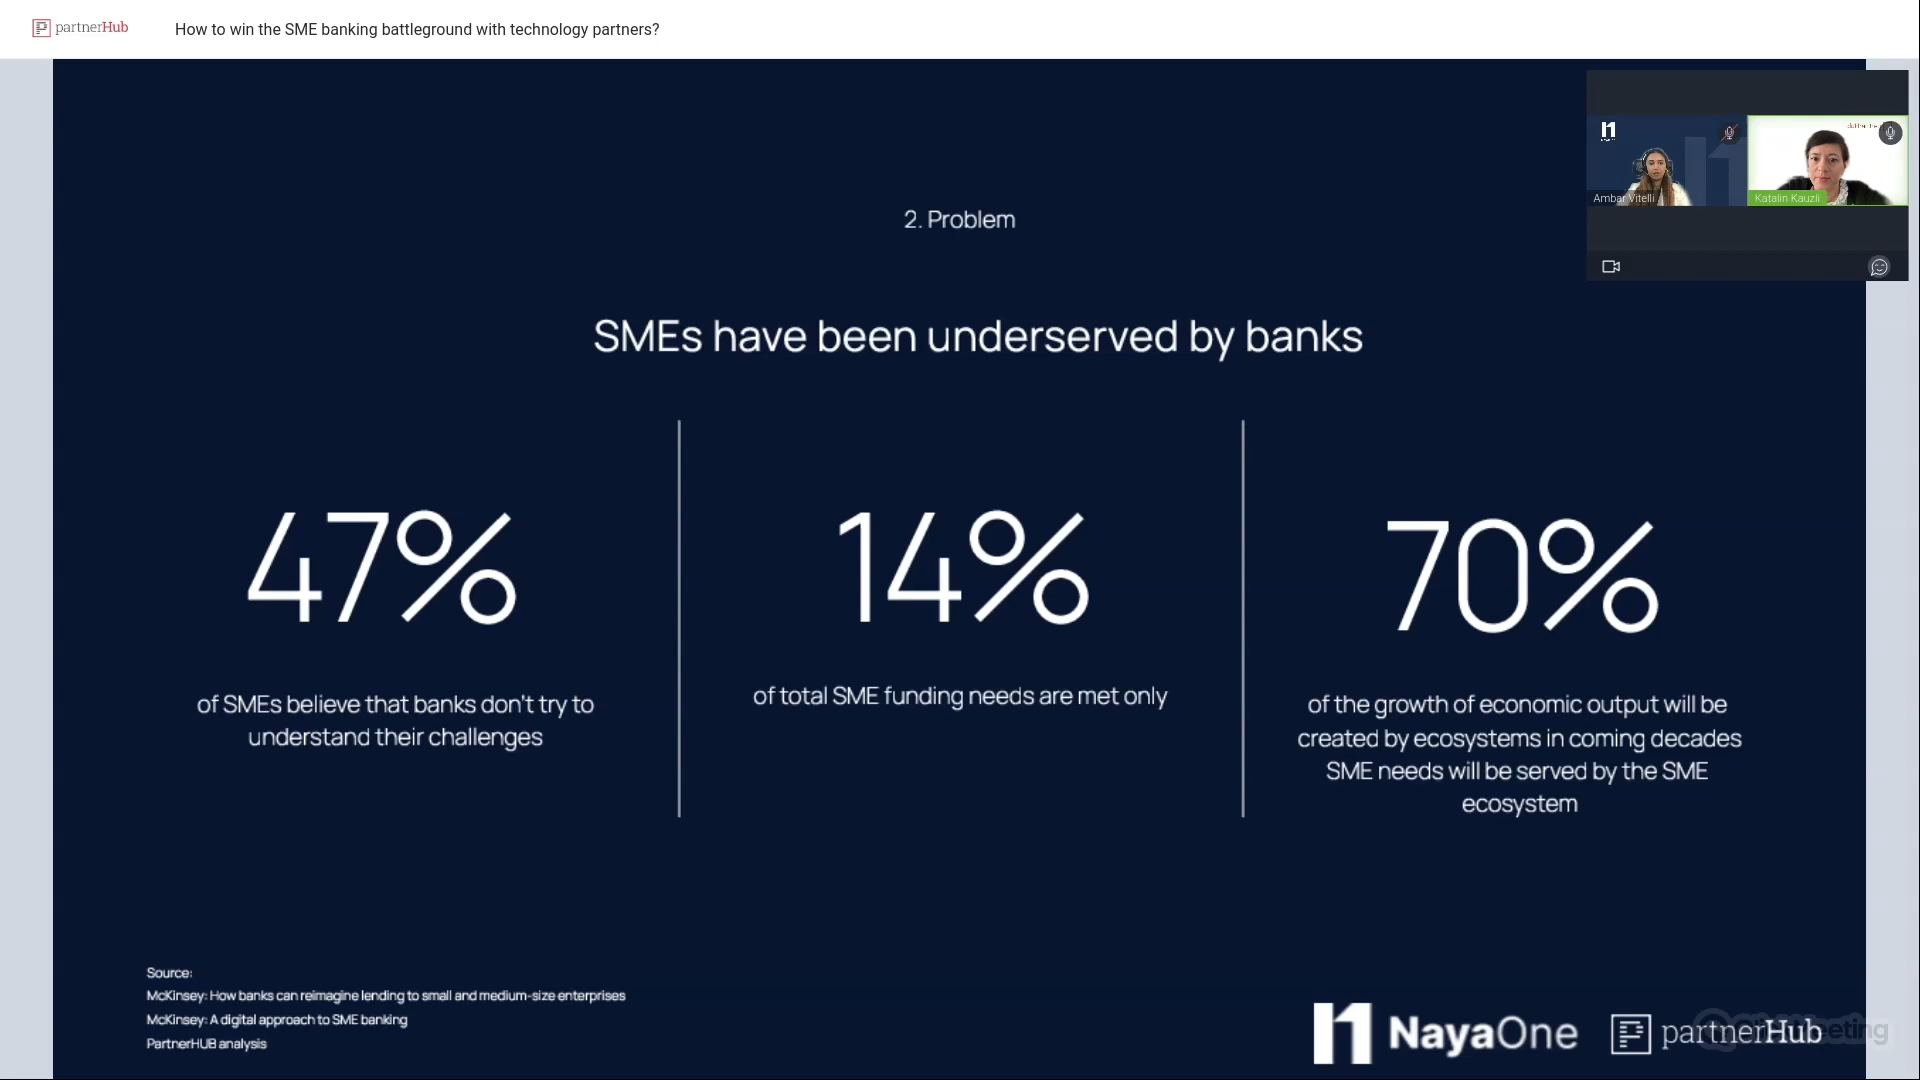 partnerHub
How to win the SME banking battleground with technology partners?
Ambar Vitelli
Katalin Kauzli
2. Problem
SMEs have been underserved by banks
47%
of SMEs believe that banks don't try to
understand their challenges
14%
of total SME funding needs are met only
70%
of the growth of economic output will be
created by ecosystems in coming decades
SME needs will be served by the SME
ecosystem
Source:
McKinsey: How banks can reimagine lending to small and medium-size enterprises
McKinsey: A digital approach to SME banking
PartnerHUB analysis
NayaOne
partnerHub